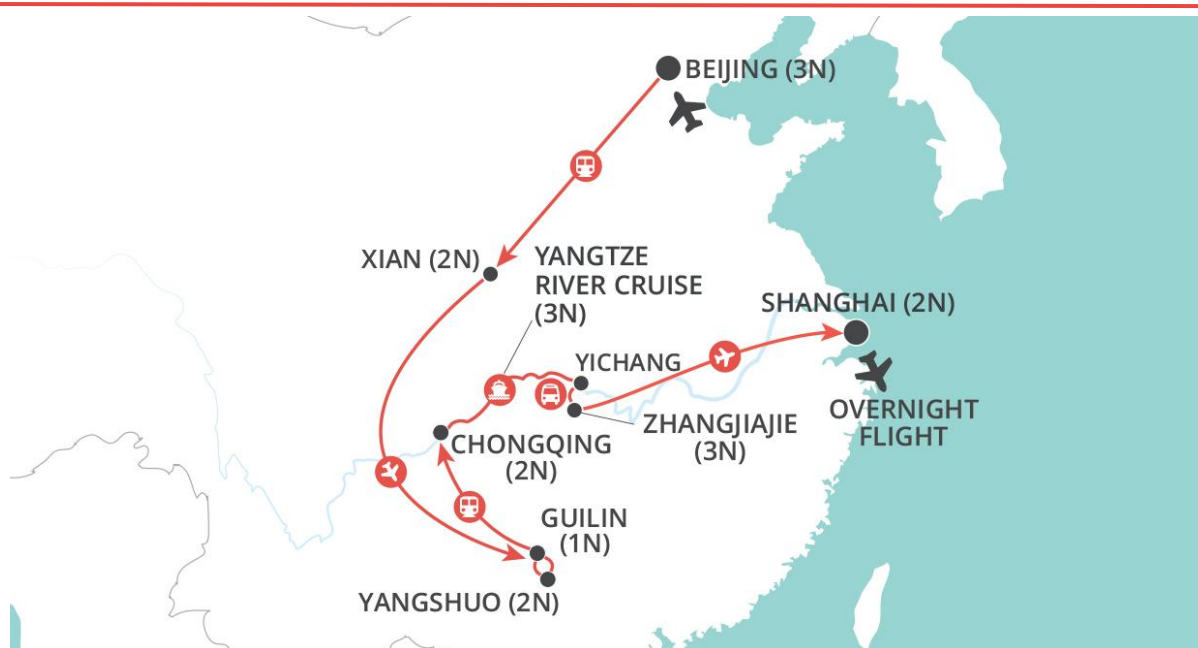 BEIJING (3N)
XIAN (2N)
YANGTZE
RIVER CRUISE
(3N)
SHANGHAI (2N)
YICHANG
OVERNIGHT
FLIGHT
ZHANGJIAJIE
(3N)
CHONGQING
(2N)
GUILIN
(1N)
YANGSHUO (2N)